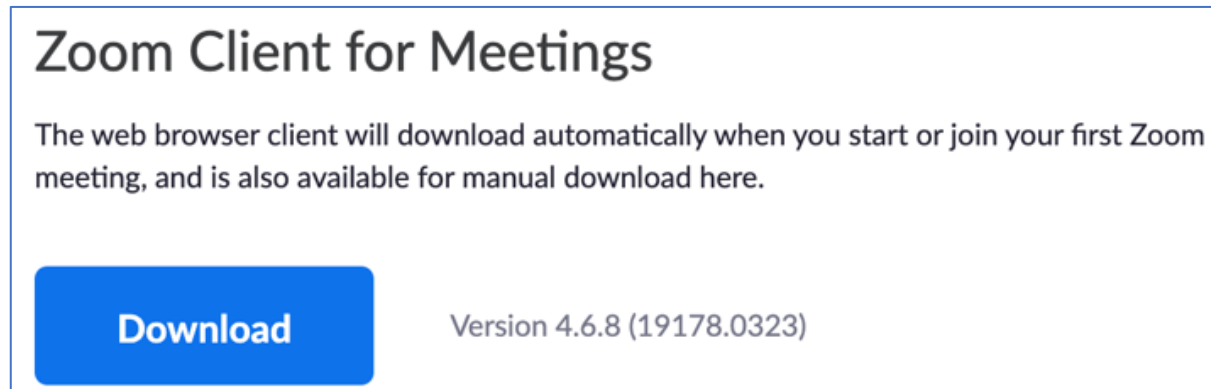 Zoom Client for Meetings
The web browser client will download automatically when you start or join your first Zoom
meeting, and is also available for manual download here.
Download
Version 4.6.8 (19178.0323)